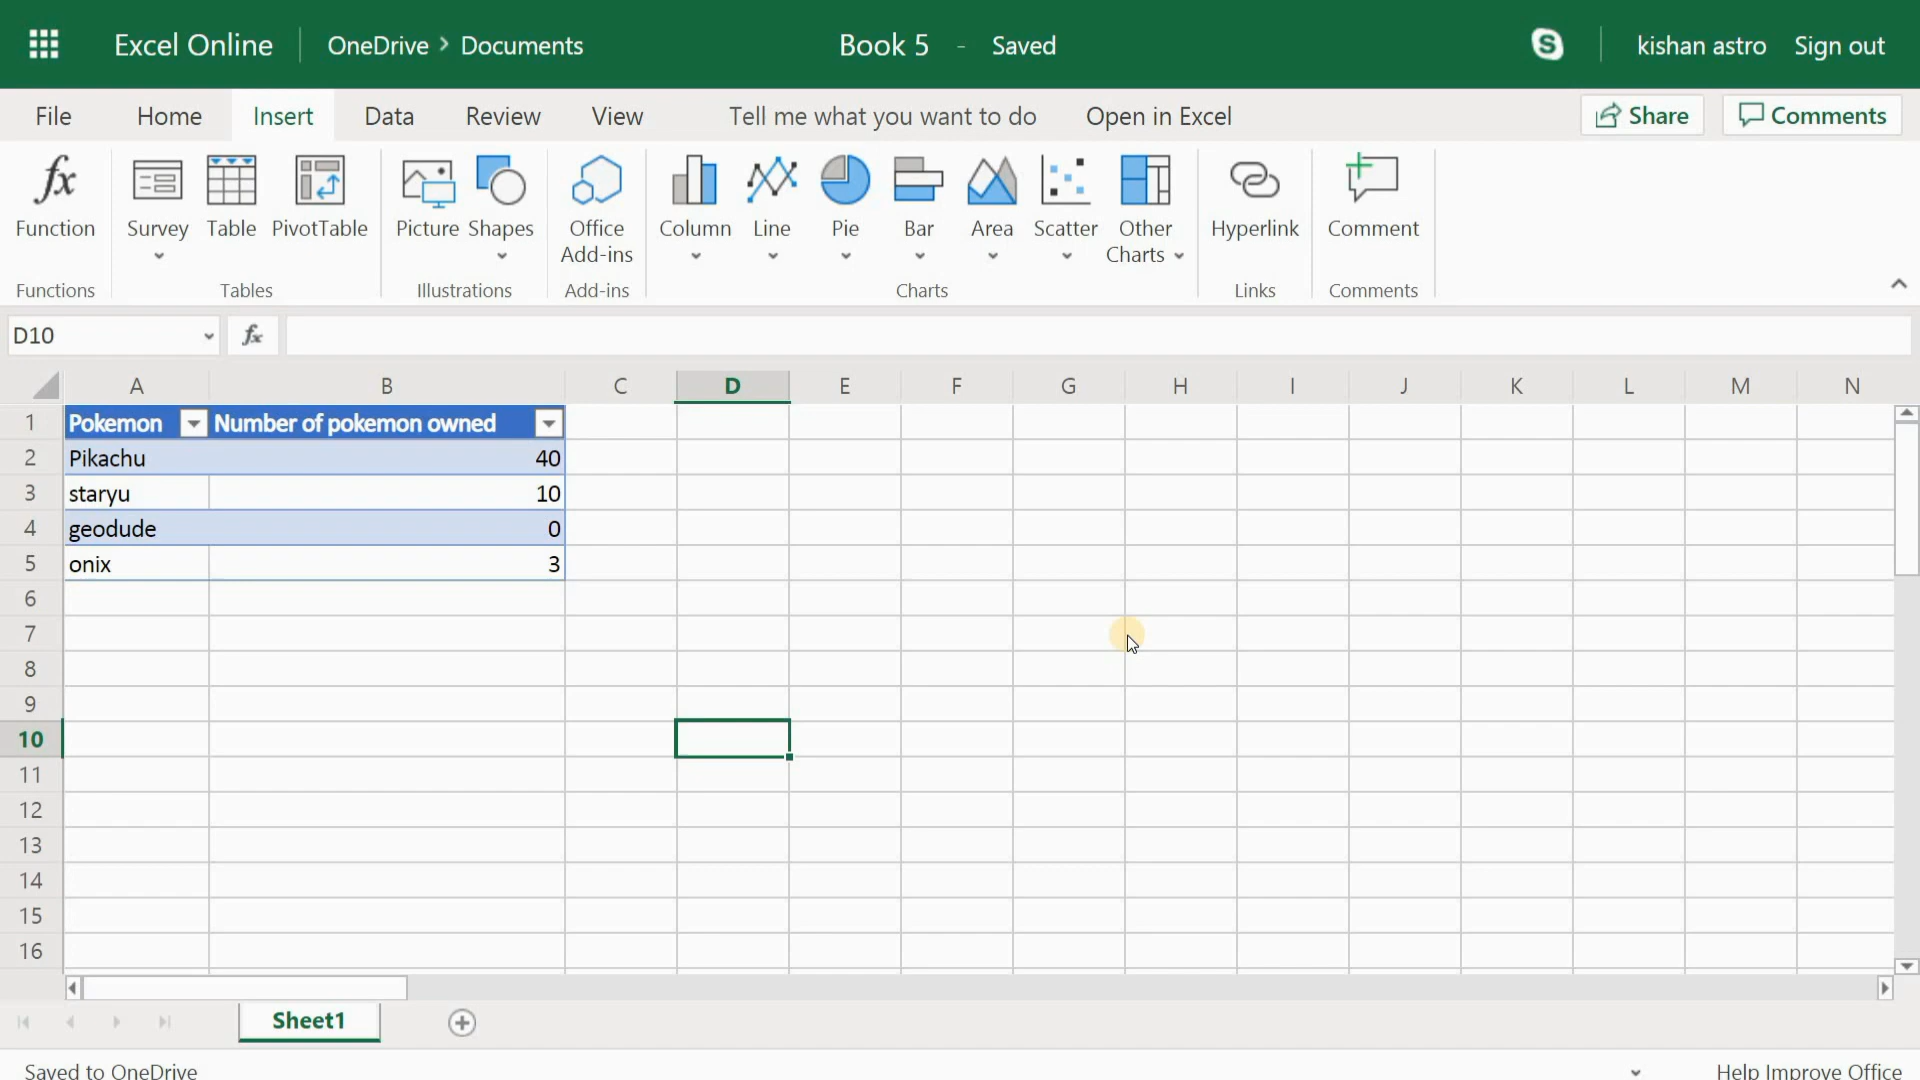 Excel Online OneDrive > Documents Book 5 - Saved kishan astro Sign out
File Home Insert Data Review View Tell me what you want to do Open in Excel Share Comments
fx
Function Survey Table PivotTable Picture Shapes Office Add-ins Column Line Pie Bar Area Scatter Other Charts Hyperlink Comment
Functions Tables Illustrations Add-ins Charts Links Comments
D10 fx
A B C D E F G H I J K L M N
1 Pokemon Number of pokemon owned
2 Pikachu 40
3 staryu 10
4 geodude 0
5 onix 3
6
7
8
9
10
11
12
13
14
15
16
Sheet1
Saved to OneDrive Help Improve Office